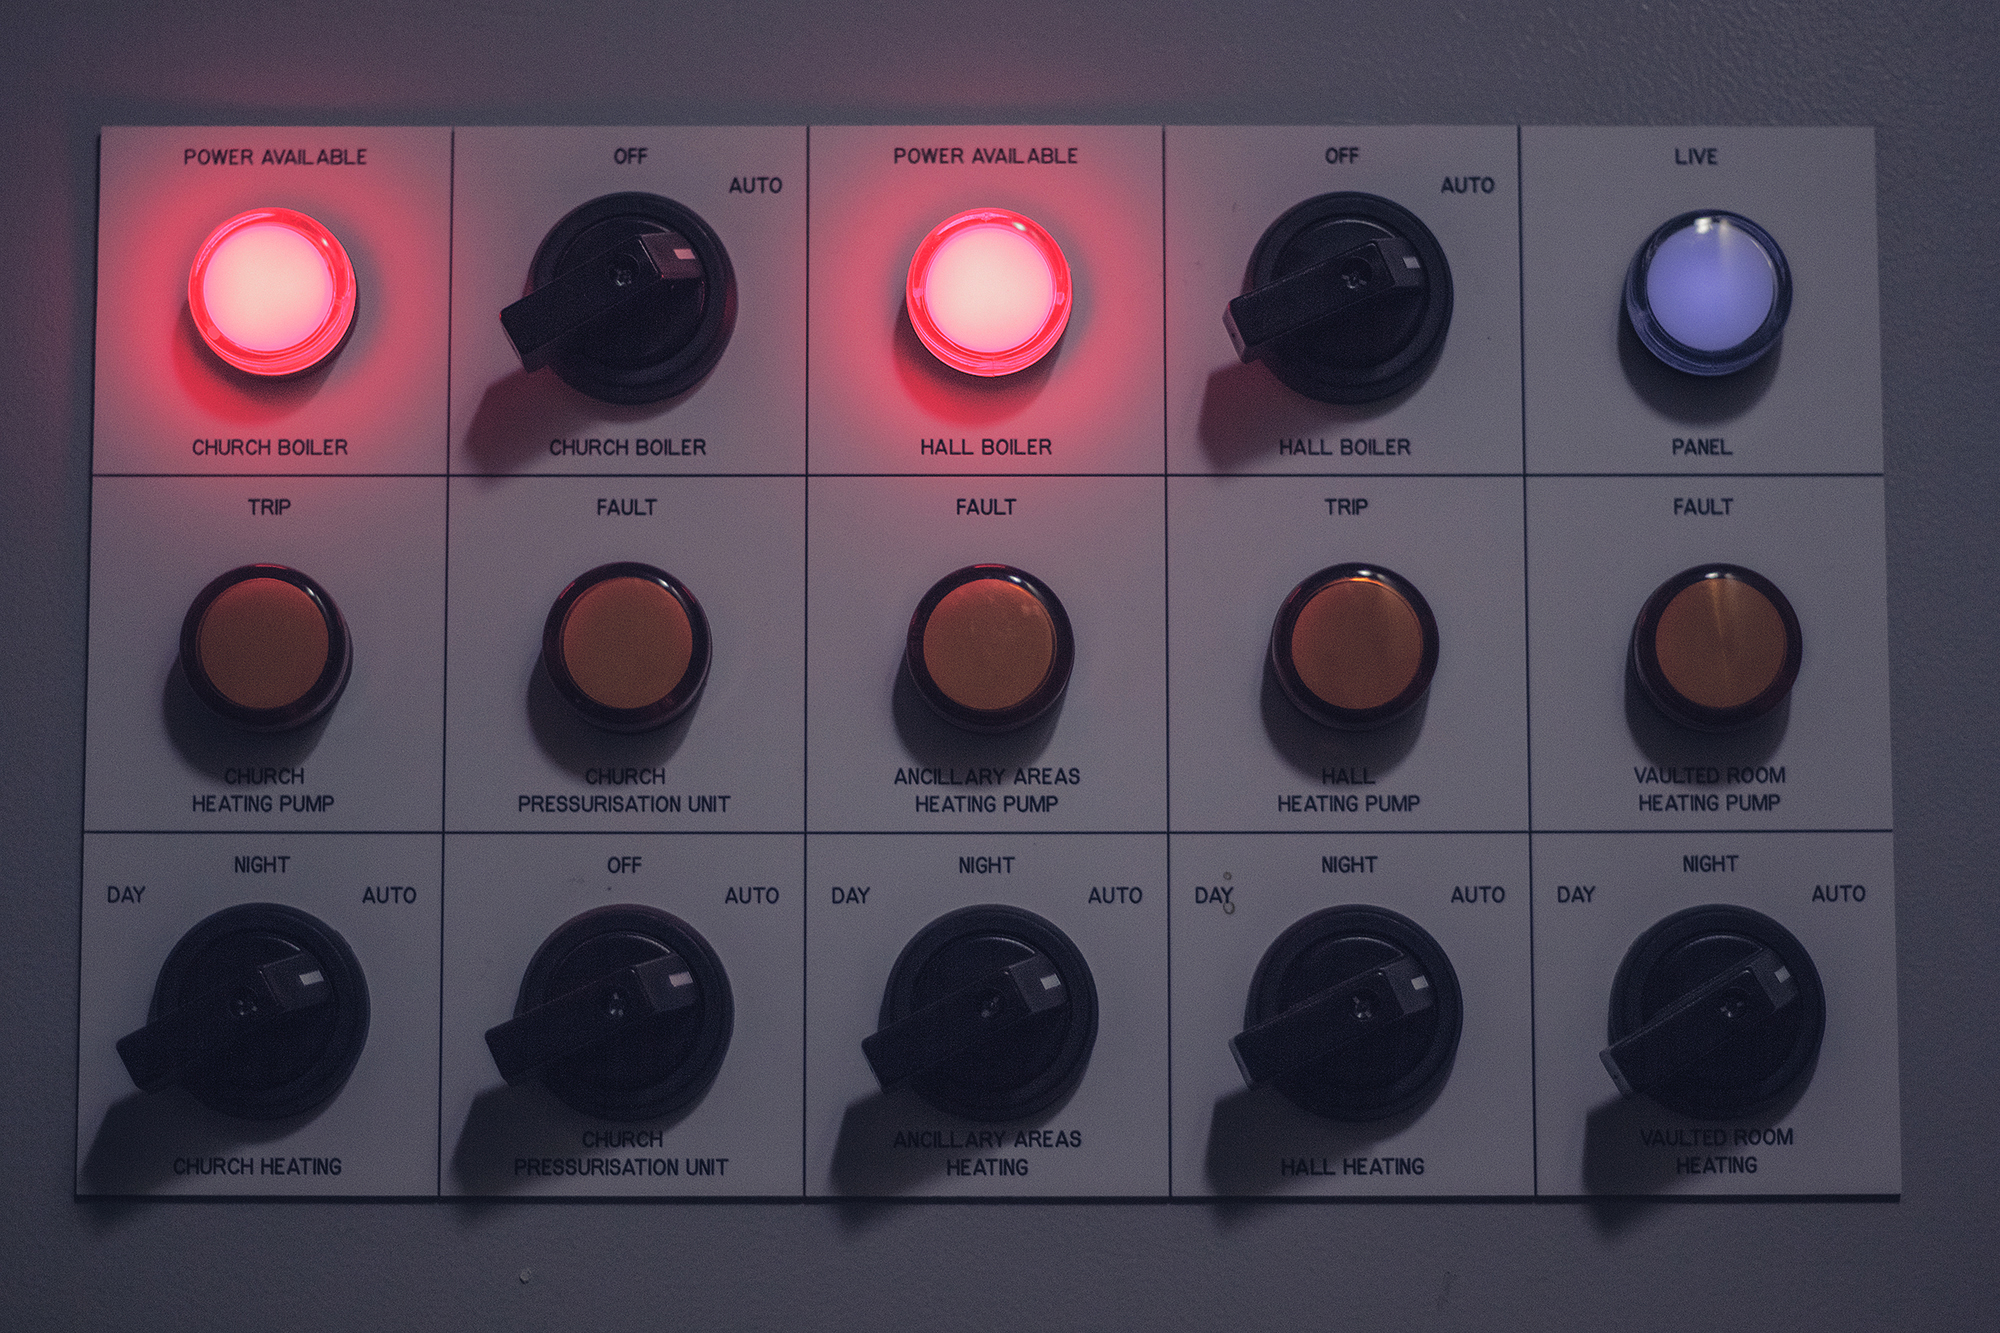 POWER AVAILABLE
CHURCH BOILER
OFF
AUTO
CHURCH BOILER
POWER AVAILABLE
HALL BOILER
OFF
AUTO
HALL BOILER
LIVE
PANEL
TRIP
CHURCH
HEATING PUMP
FAULT
CHURCH
PRESSURISATION UNIT
FAULT
ANCILLARY AREAS
HEATING PUMP
TRIP
HALL
HEATING PUMP
FAULT
VAULTED ROOM
HEATING PUMP
NIGHT
DAY AUTO
CHURCH HEATING
OFF
AUTO
CHURCH
PRESSURISATION UNIT
NIGHT
DAY AUTO
ANCILLARY AREAS
HEATING
NIGHT
DAY AUTO
HALL HEATING
NIGHT
DAY AUTO
VAULTED ROOM
HEATING